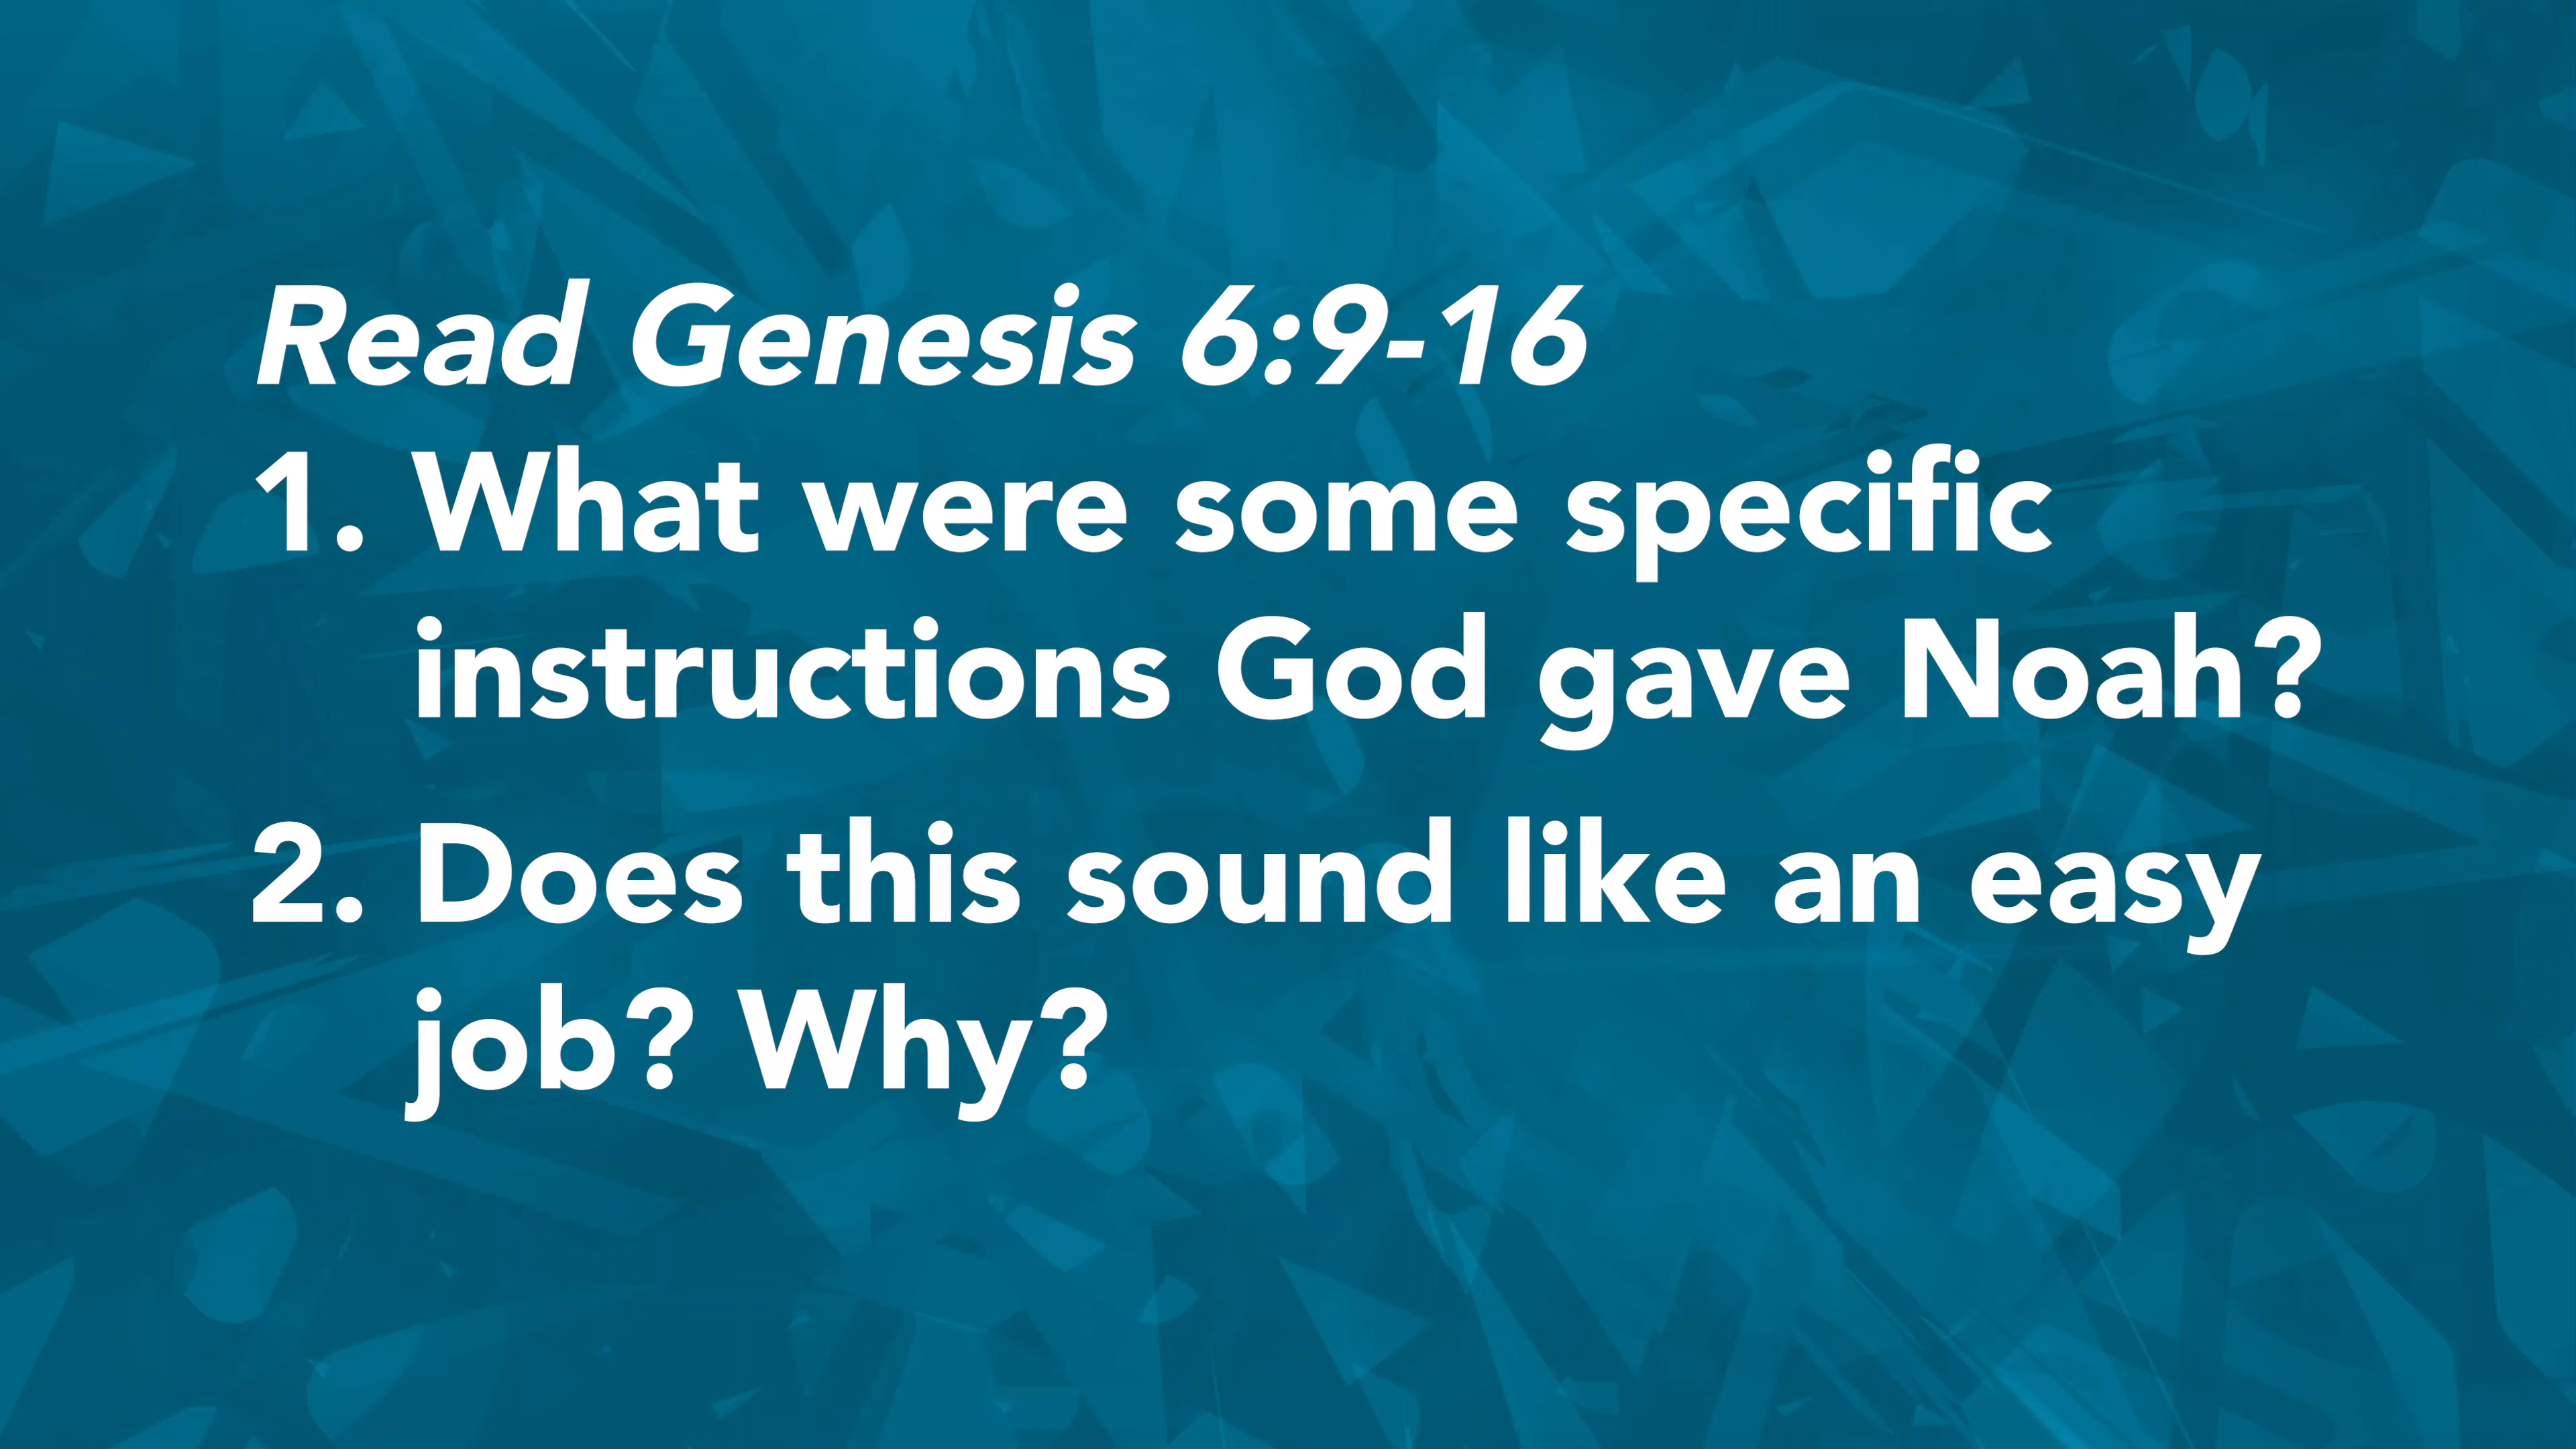 Read Genesis 6:9-16
1. What were some specific
instructions God gave Noah?
2. Does this sound like an easy
job? Why?